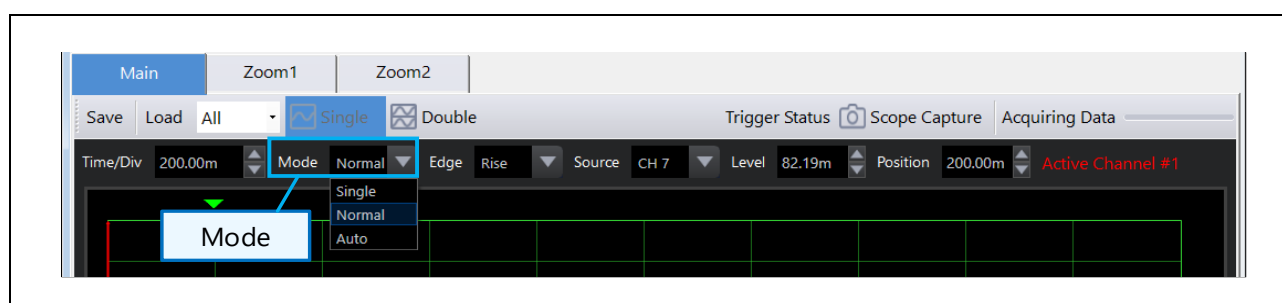 Main Zoom1 Zoom2
Save Load All Single Double Trigger Status Scope Capture Acquiring Data
Time/Div 200.00m Mode Normal Edge Rise Source CH 7 Level 82.19m Position 200.00m Active Channel #1
Single
Normal
Mode
Auto